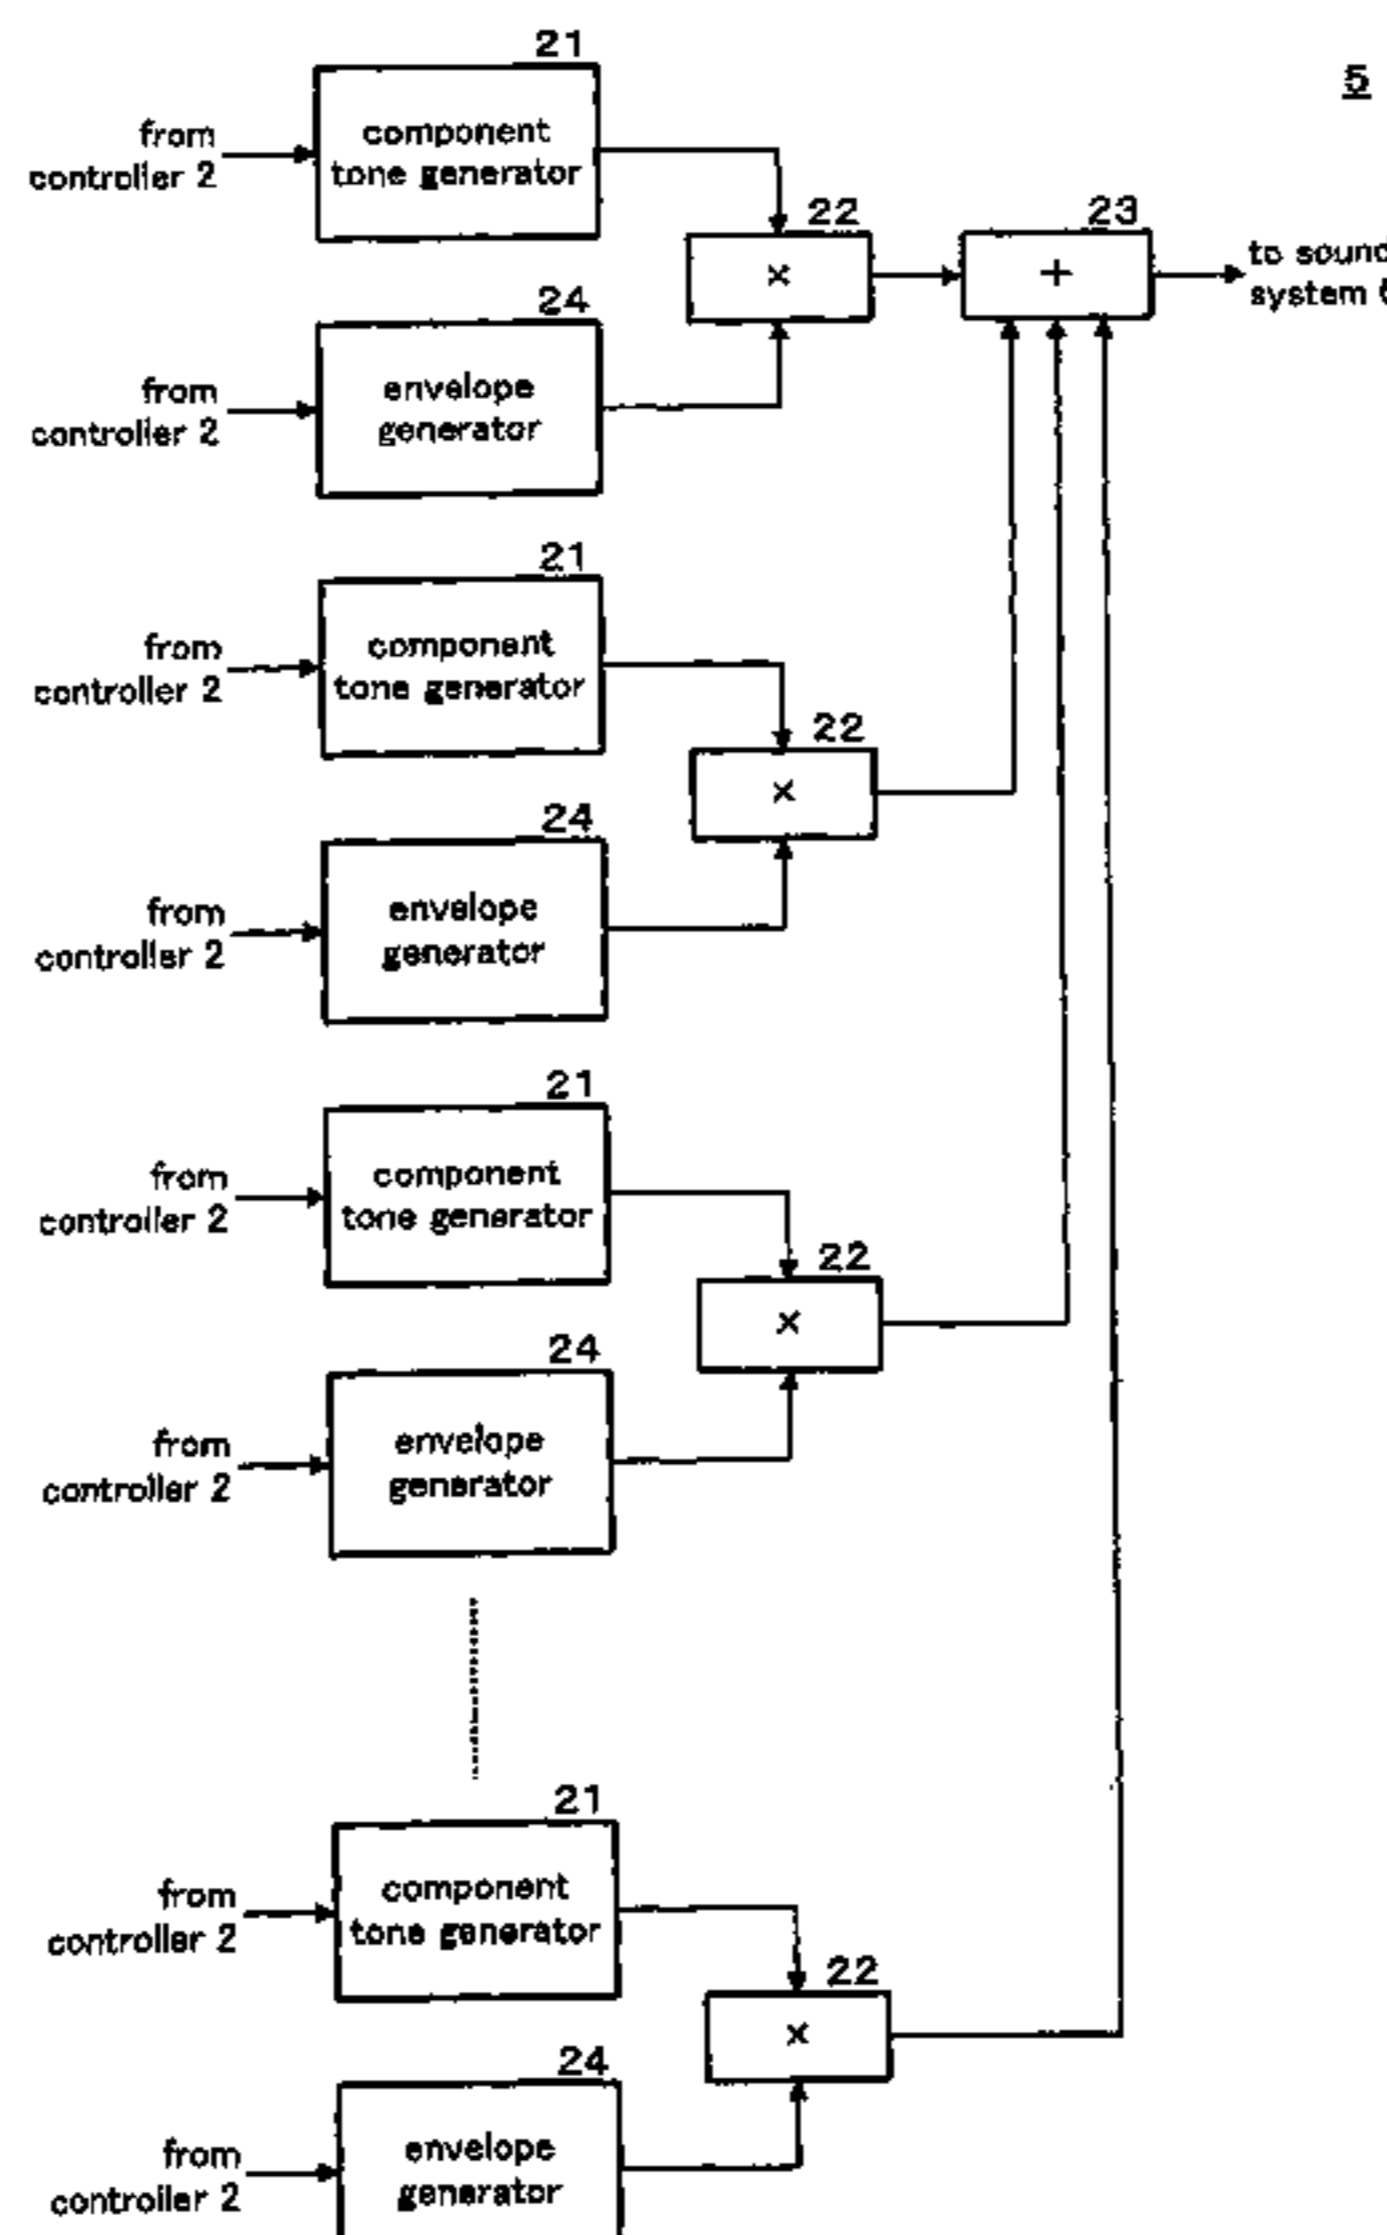 21
5
from
controller 2
component
tone generator
22
×
23
+
to sound
system
24
from
controller 2
envelope
generator
21
from
controller 2
component
tone generator
22
×
24
from
controller 2
envelope
generator
21
from
controller 2
component
tone generator
22
×
24
from
controller 2
envelope
generator
21
from
controller 2
component
tone generator
22
×
24
from
controller 2
envelope
generator